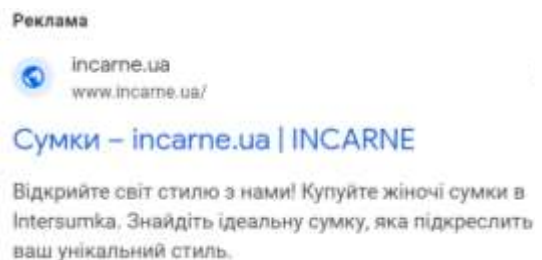 Реклама
incarne.ua
www.incarne.ua/
Сумки – incarne.ua | INCARNE
Відкрийте світ стилю з нами! Купуйте жіночі сумки в
Intersumka. Знайдіть ідеальну сумку, яка підкреслить
ваш унікальний стиль.